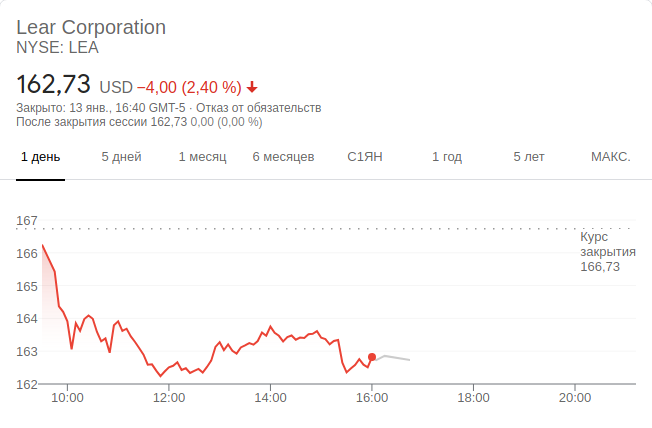 Lear Corporation
NYSE: LEA
162,73 USD −4,00 (2,40 %)
Закрыто: 13 янв., 16:40 GMT-5 · Отказ от обязательств
После закрытия сессии 162,73 0,00 (0,00 %)
1 день 5 дней 1 месяц 6 месяцев С1ЯН 1 год 5 лет МАКС.
167
Курс
закрытия
166,73
166
165
164
163
162
10:00 12:00 14:00 16:00 18:00 20:00